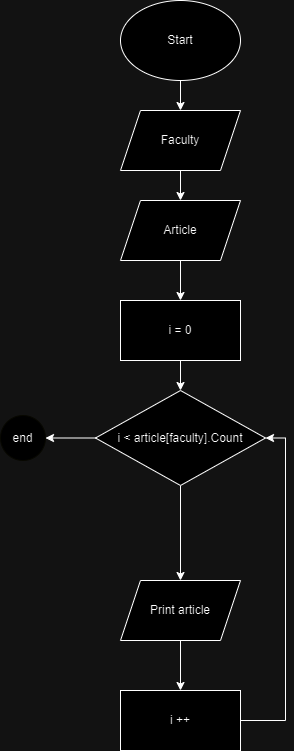 Start
Faculty
Article
i = 0
i < article[faculty].Count
end
Print article
i ++